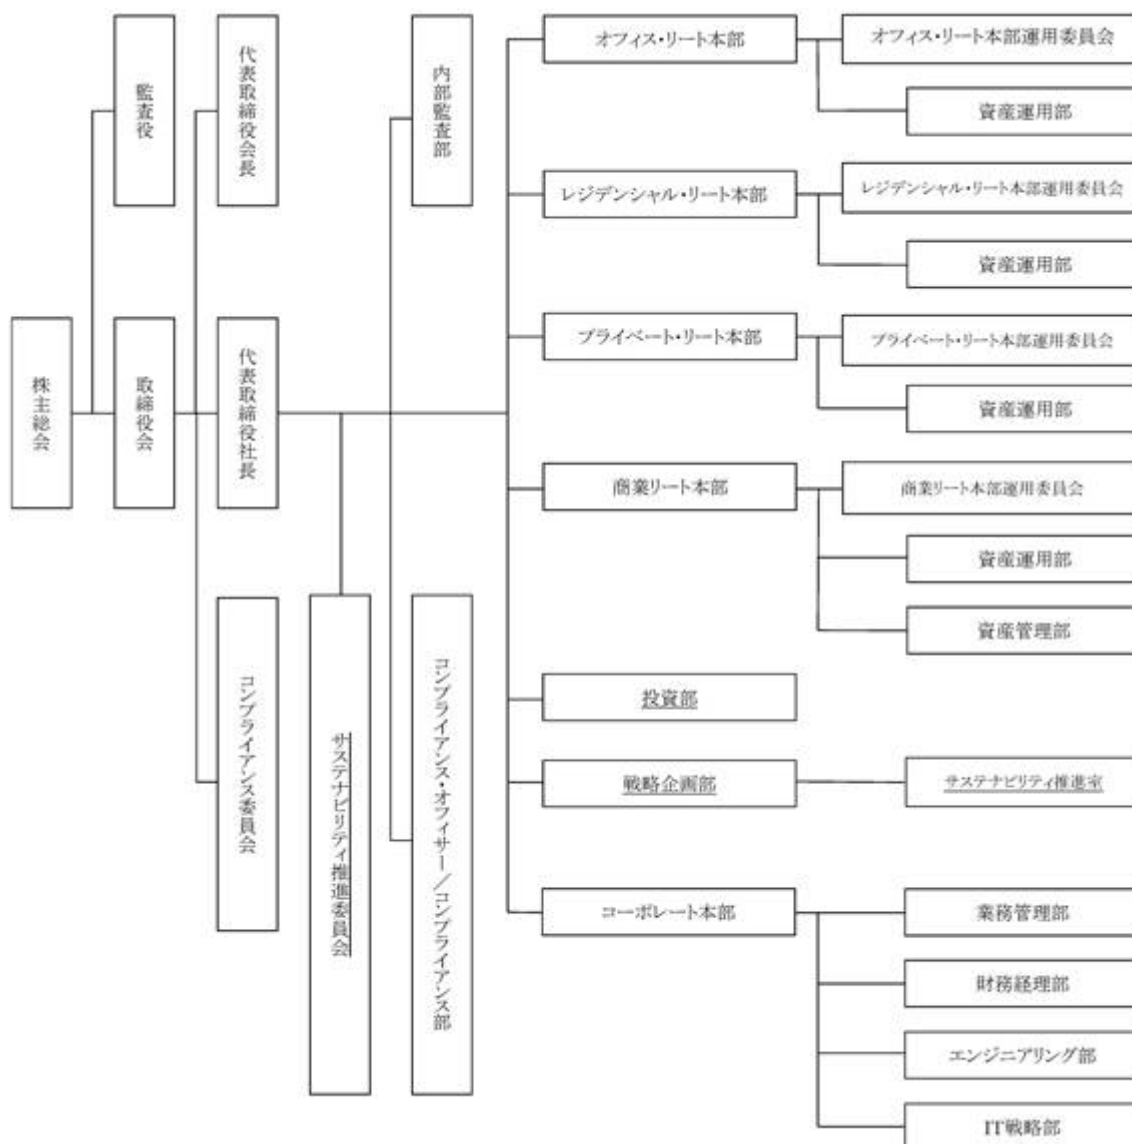 株主総会
監査役
取締役会
代表取締役会長
代表取締役社長
コンプライアンス委員会
サステナビリティ推進委員会
内部監査部
コンプライアンス・オフィサー／コンプライアンス部
オフィス・リート本部
オフィス・リート本部運用委員会
資産運用部
レジデンシャル・リート本部
レジデンシャル・リート本部運用委員会
資産運用部
プライベート・リート本部
プライベート・リート本部運用委員会
資産運用部
商業リート本部
商業リート本部運用委員会
資産運用部
資産管理部
投資部
戦略企画部
サステナビリティ推進室
コーポレート本部
業務管理部
財務経理部
エンジニアリング部
IT戦略部